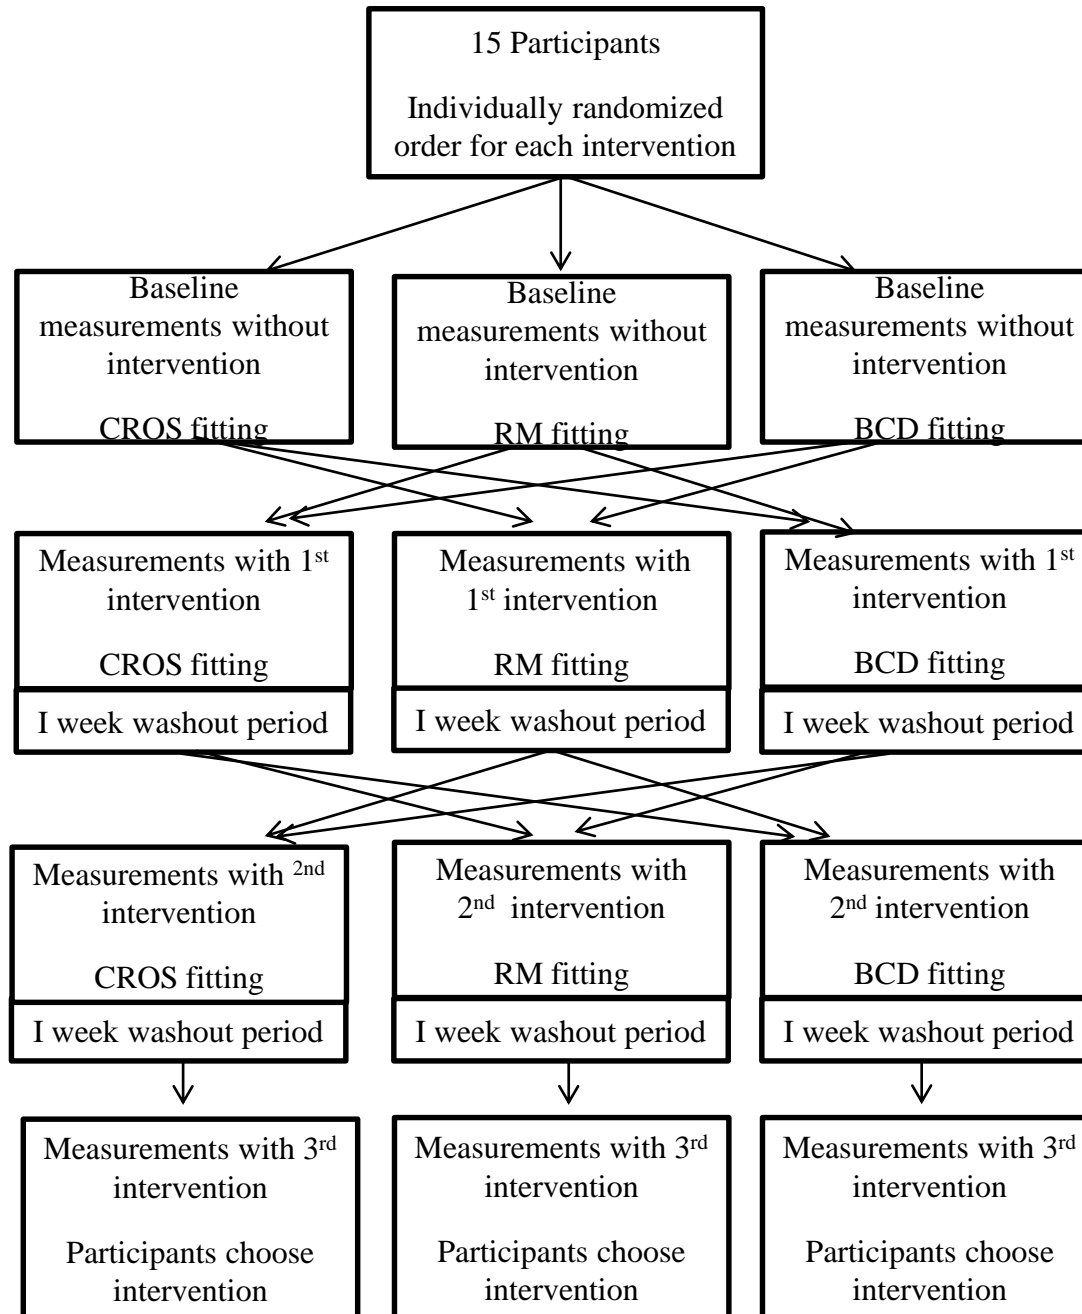 15 Participants
Individually randomized
order for each intervention
Baseline
measurements without
intervention
CROS fitting
Baseline
measurements without
intervention
RM fitting
Baseline
measurements without
intervention
BCD fitting
Measurements with 1st
intervention
CROS fitting
I week washout period
Measurements with
1st intervention
RM fitting
I week washout period
Measurements with 1st
intervention
BCD fitting
I week washout period
Measurements with 2nd
intervention
CROS fitting
I week washout period
Measurements with
2nd intervention
RM fitting
I week washout period
Measurements with
2nd intervention
BCD fitting
I week washout period
Measurements with 3rd
intervention
Participants choose
intervention
Measurements with 3rd
intervention
Participants choose
intervention
Measurements with 3rd
intervention
Participants choose
intervention